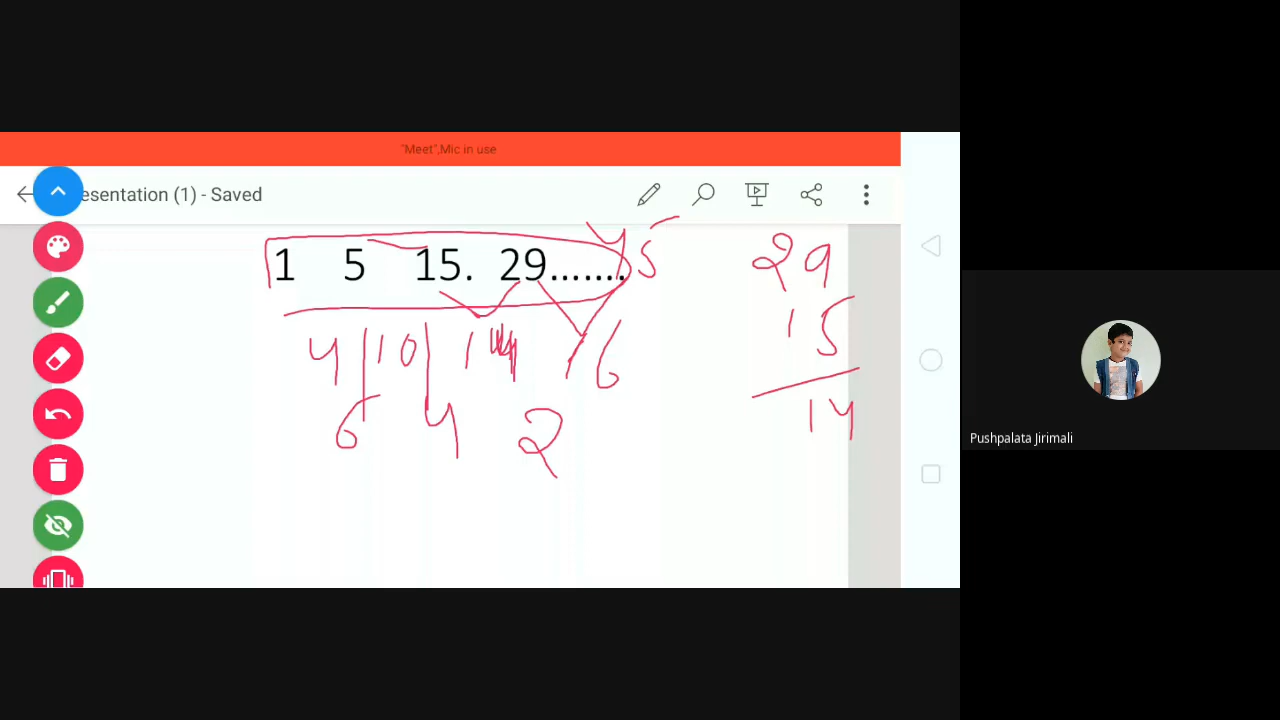 "Meet",Mic in use
esentation (1) - Saved
1 5 15. 29....... 45
4 10 14 16
6 4 2
29
15
14
Pushpalata Jirimali